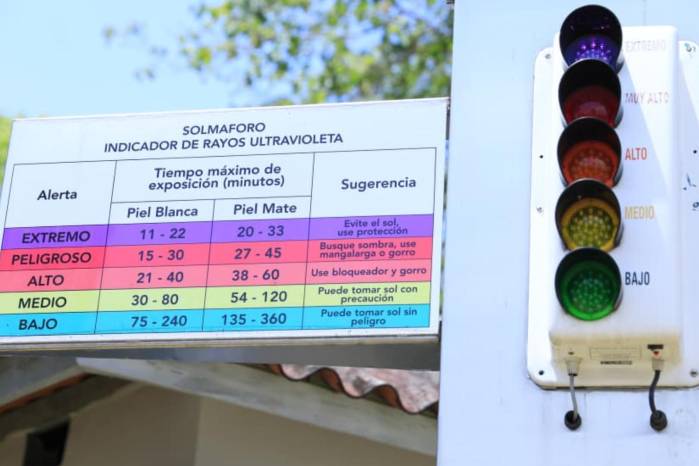 SOLMAFORO
INDICADOR DE RAYOS ULTRAVIOLETA
Alerta
Tiempo máximo de
exposición (minutos)
Sugerencia
Piel Blanca
Piel Mate
EXTREMO
11 - 22
20 - 33
Evite el sol,
use protección
PELIGROSO
15 - 30
27 - 45
Busque sombra, use
mangalarga o gorro
ALTO
21 - 40
38 - 60
Use bloqueador y gorro
MEDIO
30 - 80
54 - 120
Puede tomar sol con
precaución
BAJO
75 - 240
135 - 360
Puede tomar sol sin
peligro
EXTREMO
MUY ALTO
ALTO
MEDIO
BAJO